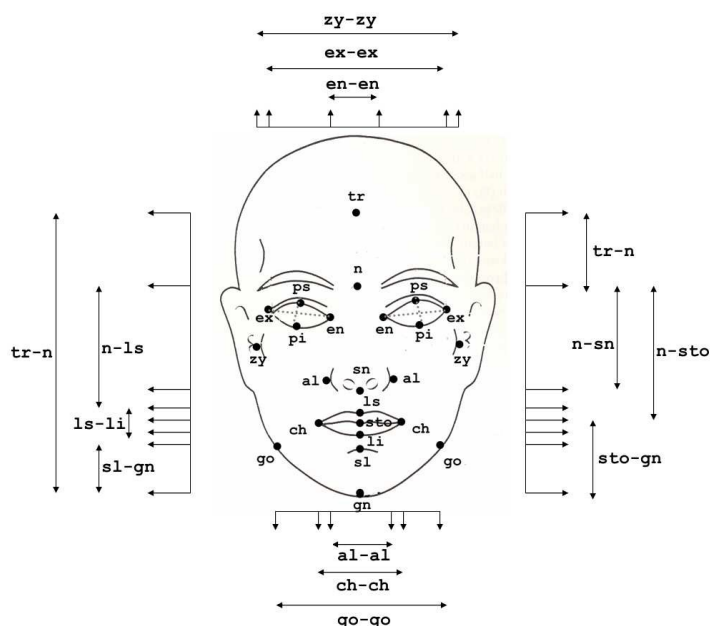 zy-zy
ex-ex
en-en
tr
n
ps
ps
ex
en
en
ex
pi
pi
zy
zy
sn
al
al
ls
ch
sto
ch
li
go
sl
go
gn
tr-n
n-ls
ls-li
sl-gn
tr-n
n-sn
n-sto
sto-gn
al-al
ch-ch
go-go